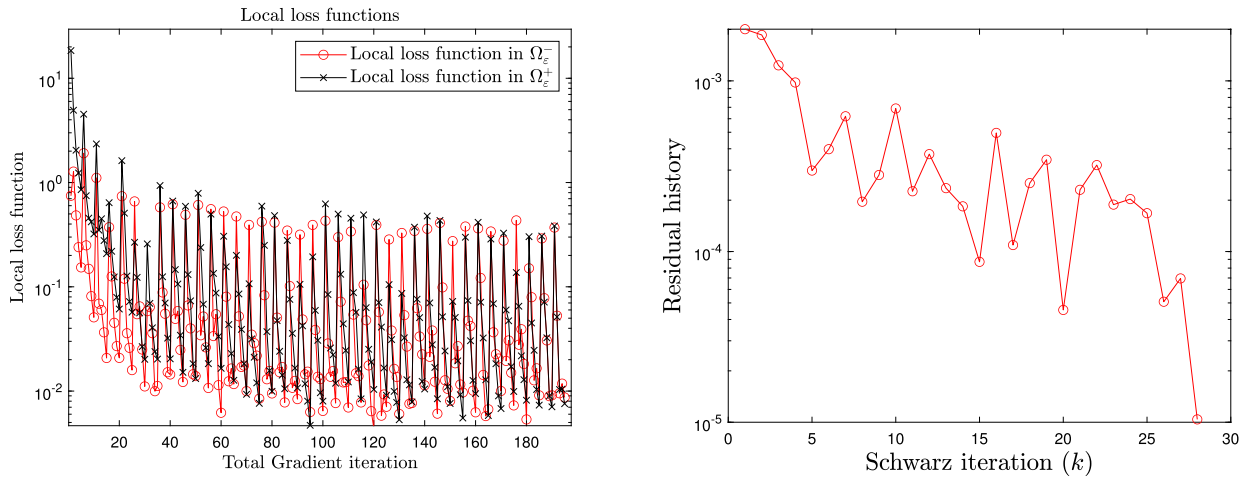 Local loss functions
Local loss function in Ω_ε^-
Local loss function in Ω_ε^+
Local loss function
10^1
10^0
10^-1
10^-2
20 40 60 80 100 120 140 160 180
Total Gradient iteration
Residual history
10^-3
10^-4
10^-5
0 5 10 15 20 25 30
Schwarz iteration (k)